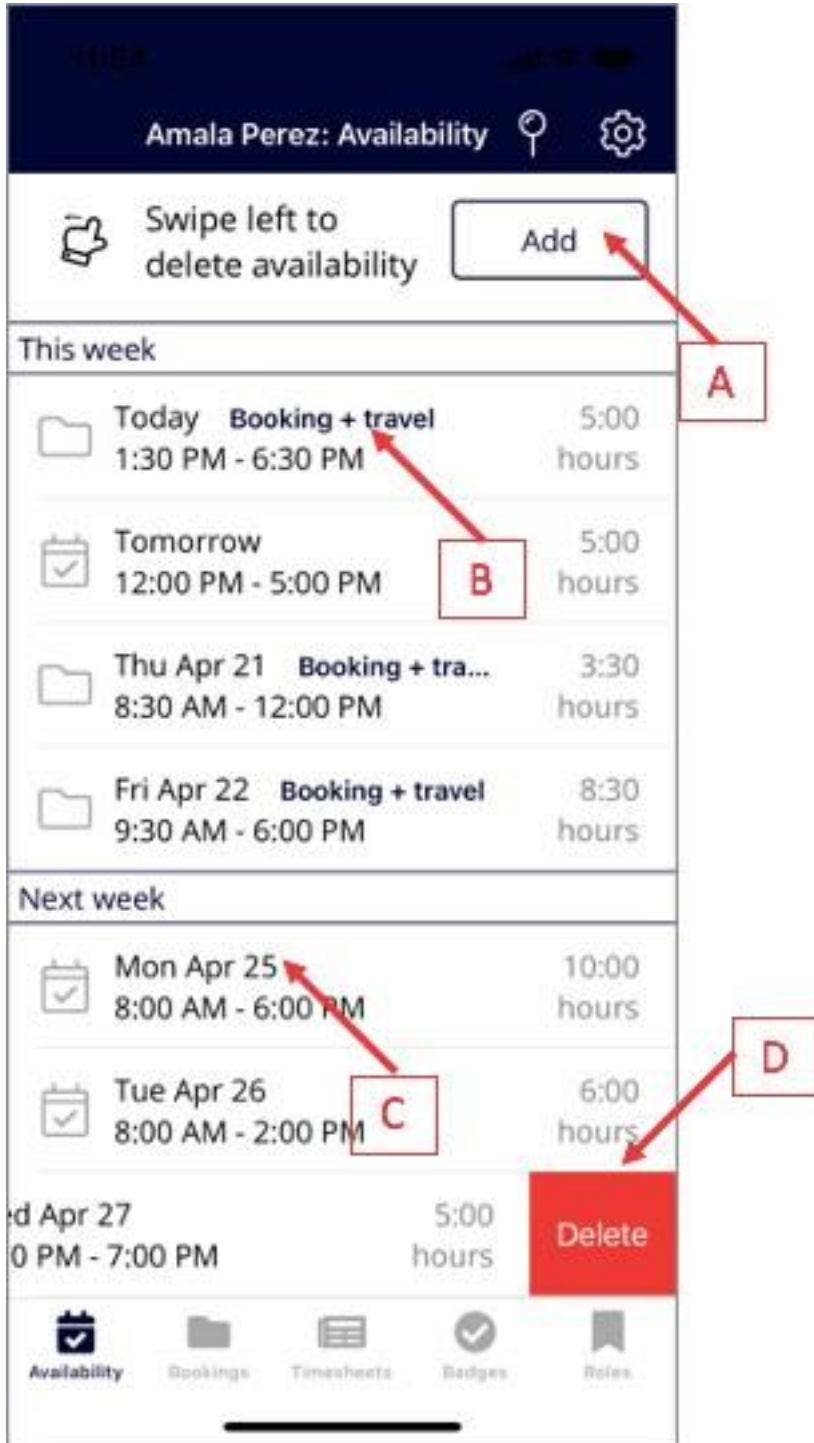 Amala Perez: Availability
Swipe left to
delete availability
Add
A
This week
Today Booking + travel 5:00
1:30 PM - 6:30 PM hours
B
Tomorrow 5:00
12:00 PM - 5:00 PM hours
Thu Apr 21 Booking + tra... 3:30
8:30 AM - 12:00 PM hours
Fri Apr 22 Booking + travel 8:30
9:30 AM - 6:00 PM hours
Next week
Mon Apr 25 10:00
8:00 AM - 6:00 PM hours
D
Tue Apr 26 6:00
8:00 AM - 2:00 PM hours
C
ed Apr 27 5:00
0 PM - 7:00 PM hours
Delete
Availability Bookings Timesheets Badges Roles